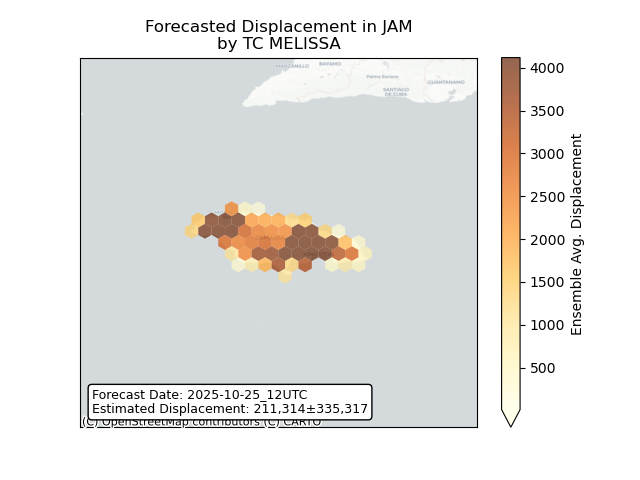 Forecasted Displacement in JAM
by TC MELISSA
MANZANILLO
BAYAMO
Palma Soriano
GUANTANAMO
SANTIAGO
DE CUBA
4000
3500
3000
2500
2000
1500
1000
500
Ensemble Avg. Displacement
Forecast Date: 2025-10-25_12UTC
Estimated Displacement: 211,314±335,317
(C) OpenStreetMap contributors (C) CARTO